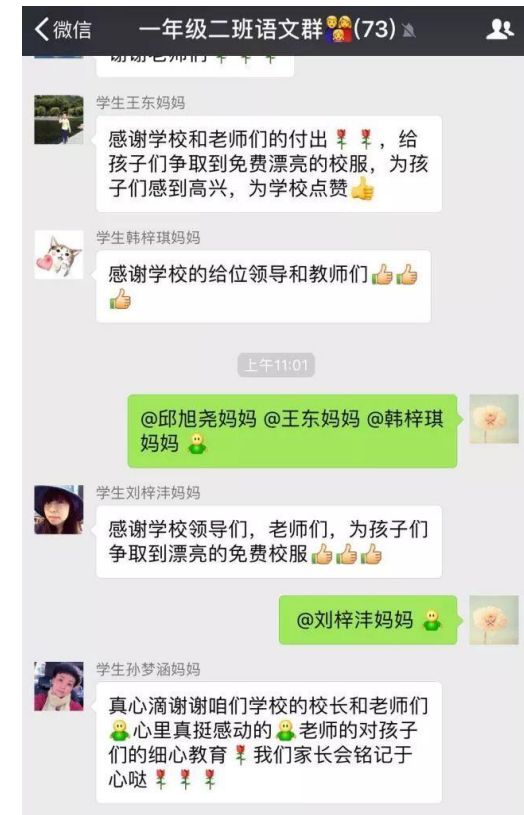 微信
一年级二班语文群(73)
谢谢老师们
学生王东妈妈
感谢学校和老师们的付出，给
孩子们争取到免费漂亮的校服，为孩
子们感到高兴，为学校点赞
学生韩梓琪妈妈
感谢学校的给位领导和教师们
上午11:01
@邱旭尧妈妈 @王东妈妈 @韩梓琪
妈妈
学生刘梓沣妈妈
感谢学校领导们，老师们，为孩子们
争取到漂亮的免费校服
@刘梓沣妈妈
学生孙梦涵妈妈
真心滴谢谢咱们学校的校长和老师们
心里真挺感动的老师的对孩子
们的细心教育我们家长会铭记于
心哒